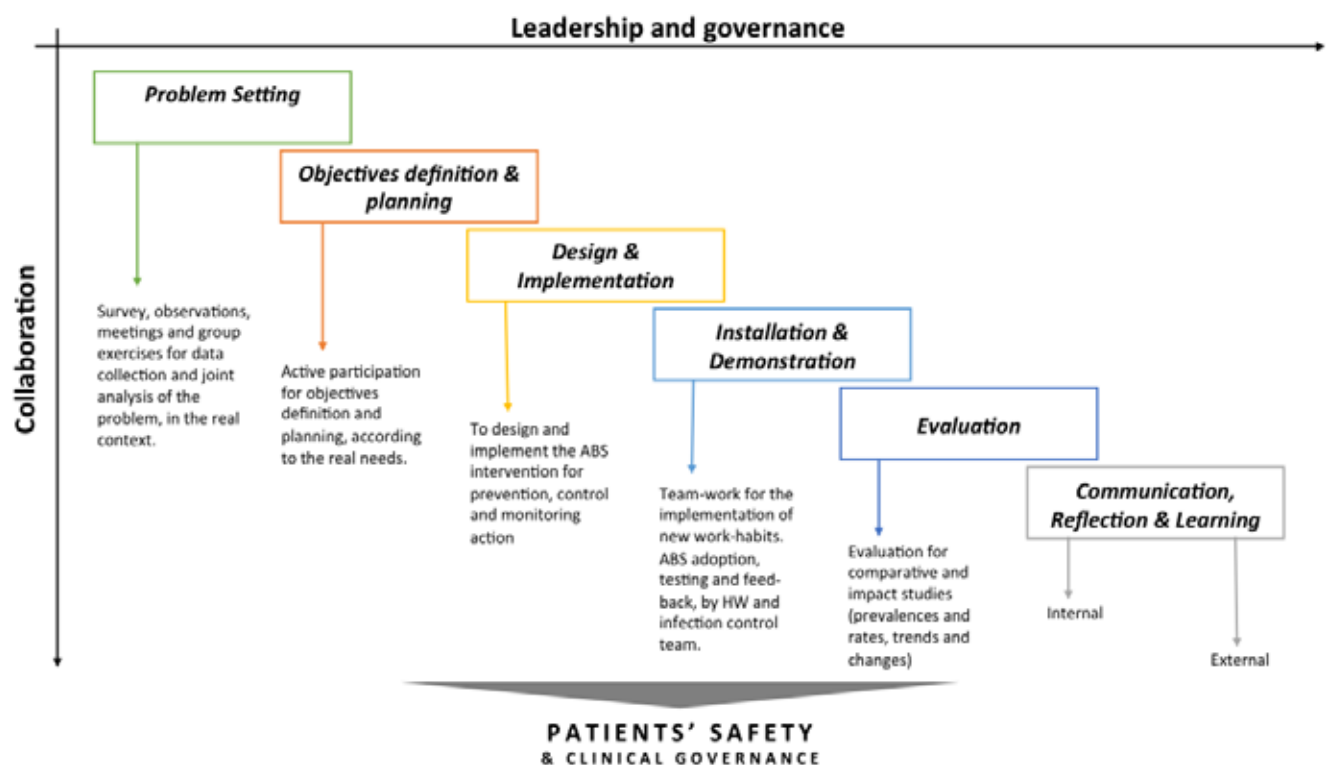 Leadership and governance
Collaboration
Problem Setting
Survey, observations,
meetings and group
exercises for data
collection and joint
analysis of the
problem, in the real
context.
Objectives definition &
planning
Active participation
for objectives
definition and
planning, according
to the real needs.
Design &
Implementation
To design and
implement the ABS
intervention for
prevention, control
and monitoring
action
Installation &
Demonstration
Team-work for the
implementation of
new work-habits.
ABS adoption,
testing and feed-
back, by HW and
infection control
team.
Evaluation
Evaluation for
comparative and
impact studies
(prevalences and
rates, trends and
changes)
Communication,
Reflection & Learning
Internal
External
PATIENTS' SAFETY
& CLINICAL GOVERNANCE